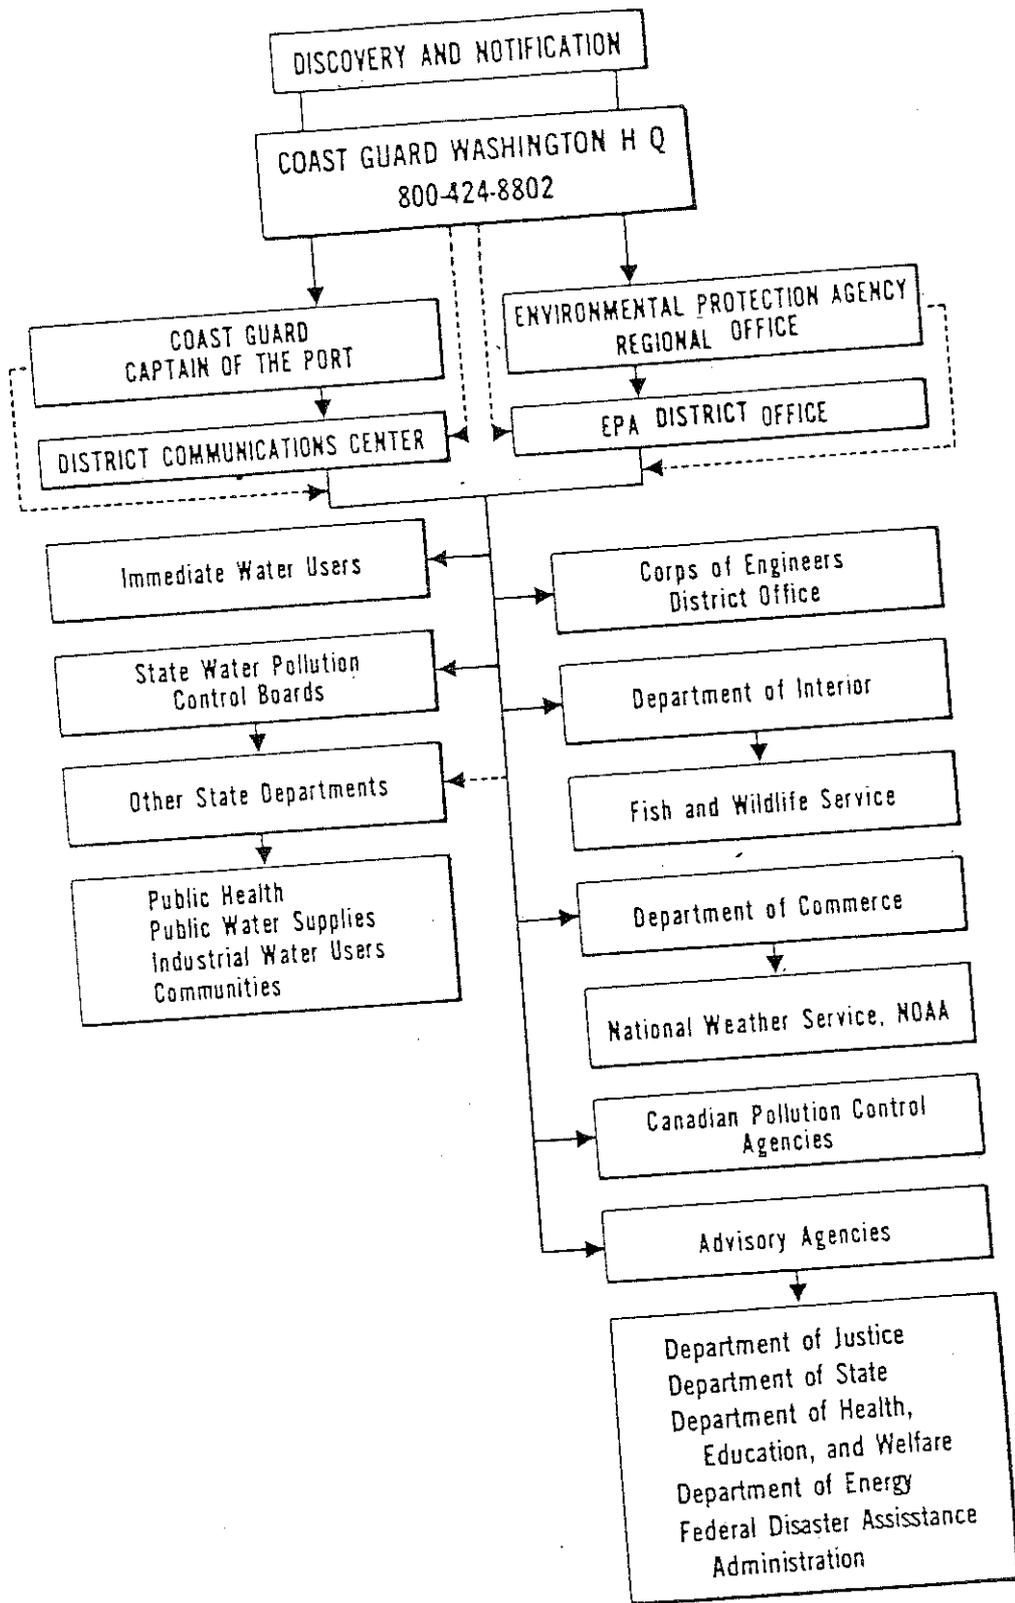 DISCOVERY AND NOTIFICATION
COAST GUARD WASHINGTON H Q
800-424-8802
COAST GUARD
CAPTAIN OF THE PORT
ENVIRONMENTAL PROTECTION AGENCY
REGIONAL OFFICE
DISTRICT COMMUNICATIONS CENTER
EPA DISTRICT OFFICE
Immediate Water Users
Corps of Engineers
District Office
State Water Pollution
Control Boards
Department of Interior
Other State Departments
Fish and Wildlife Service
Public Health
Public Water Supplies
Industrial Water Users
Communities
Department of Commerce
National Weather Service, NOAA
Canadian Pollution Control
Agencies
Advisory Agencies
Department of Justice
Department of State
Department of Health,
Education, and Welfare
Department of Energy
Federal Disaster Assisstance
Administration